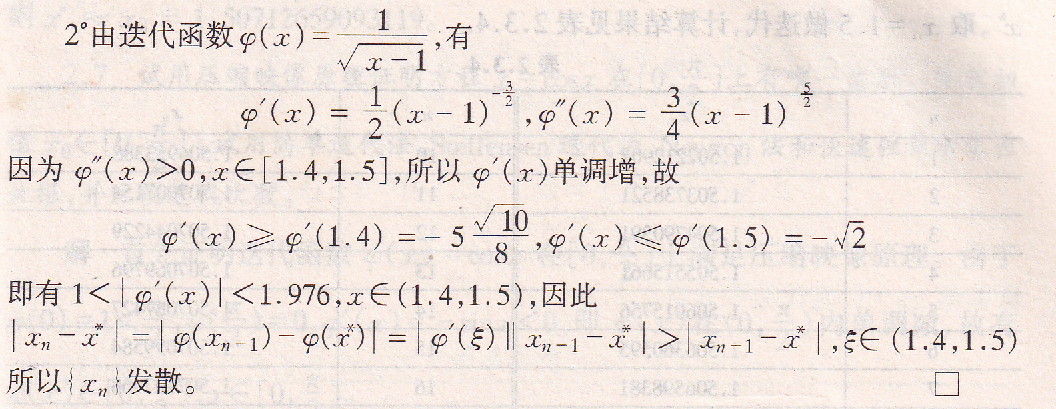 2°由迭代函数φ(x)=1/√(x−1),有
φ′(x) = 1/2(x−1)^{-3/2},φ″(x) = 3/4(x−1)^{5/2}
因为 φ″(x)>0,x∈[1.4,1.5],所以 φ′(x)单调增,故
φ′(x) ⩾ φ′(1.4) = 5√10/8,φ′(x)⩽φ′(1.5) = −√2
即有 1<|φ′(x)|<1.976,x∈(1.4,1.5),因此
|x_n−x*|=|φ(x_{n−1})−φ(x*)|= φ′(ξ)‖x_{n−1}−x*|>|x_{n−1}−x*|,ξ∈(1.4,1.5)
所以{x_n}发散。 □